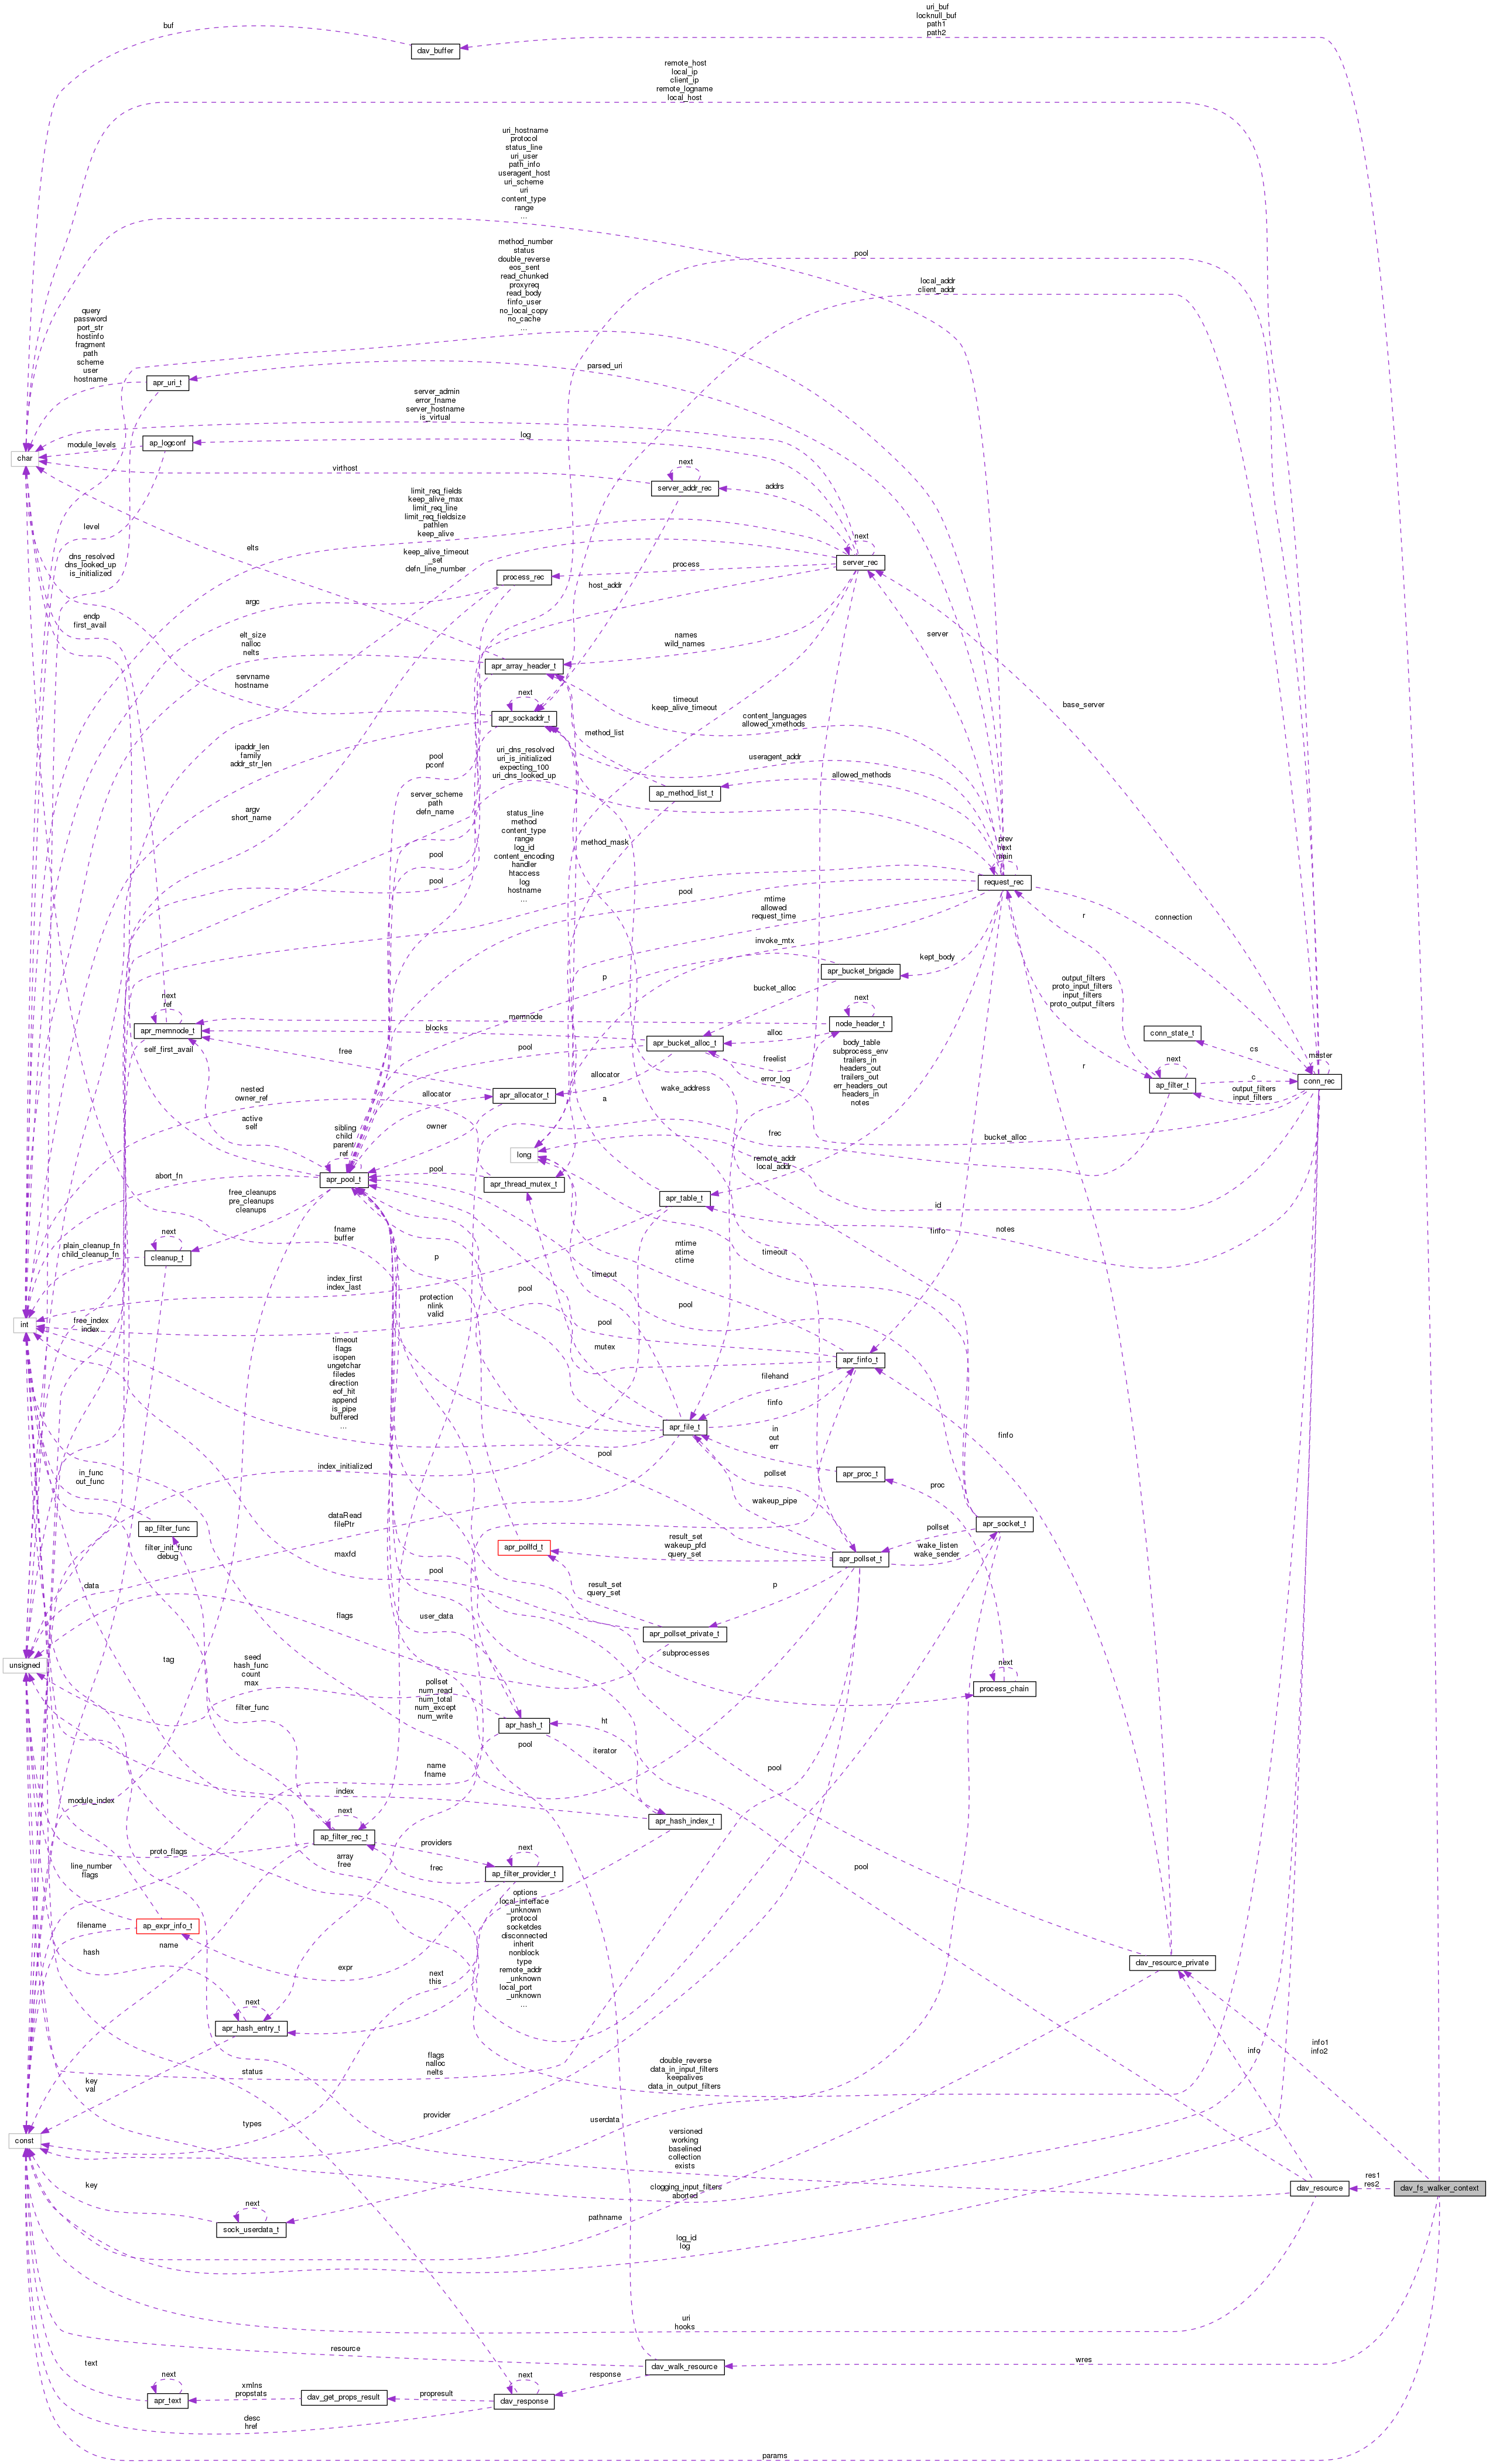 uri_buf
locknull_buf
path1
path2
buf
dav_buffer
remote_host
local_ip
client_ip
remote_logname
local_host
uri_hostname
protocol
status_line
uri_user
path_info
useragent_host
uri_scheme
uri
content_type
range
...
method_number
status
double_reverse
eos_sent
read_chunked
proxyreq
read_body
finfo_user
no_local_copy
no_cache
...
pool
local_addr
client_addr
query
password
port_str
hostinfo
fragment
path
scheme
user
hostname
apr_uri_t
parsed_uri
server_admin
error_fname
server_hostname
is_virtual
log
ap_logconf
module_levels
char
virthost
next
server_addr_rec
addrs
limit_req_fields
keep_alive_max
limit_req_line
limit_req_fieldsize
pathlen
keep_alive
level
elts
next
server_rec
dns_resolved
dns_looked_up
is_initialized
keep_alive_timeout
_set
defn_line_number
process_rec
process
host_addr
argc
endp
first_avail
server
elt_size
nalloc
nelts
names
wild_names
apr_array_header_t
servname
hostname
next
apr_sockaddr_t
timeout
keep_alive_timeout
base_server
content_languages
allowed_xmethods
method_list
ipaddr_len
family
addr_str_len
pool
pconf
uri_dns_resolved
uri_is_initialized
expecting_100
uri_dns_looked_up
useragent_addr
allowed_methods
ap_method_list_t
server_scheme
path
defn_name
argv
short_name
status_line
method
content_type
range
log_id
content_encoding
handler
htaccess
log
hostname
...
method_mask
prev
next
main
request_rec
pool
pool
pool
mtime
allowed
request_time
r
connection
invoke_mtx
kept_body
apr_bucket_brigade
p
bucket_alloc
output_filters
proto_input_filters
input_filters
proto_output_filters
next
ref
apr_memnode_t
memnode
next
node_header_t
blocks
alloc
apr_bucket_alloc_t
conn_state_t
cs
self_first_avail
pool
free
freelist
body_table
subprocess_env
trailers_in
headers_out
trailers_out
err_headers_out
headers_in
notes
master
conn_rec
next
ap_filter_t
c
output_filters
input_filters
nested
owner_ref
allocator
apr_allocator_t
allocator
wake_address
error_log
a
active
self
sibling
child
parent
ref
owner
bucket_alloc
frec
long
apr_pool_t
abort_fn
pool
apr_thread_mutex_t
remote_addr
local_addr
apr_table_t
id
free_cleanups
pre_cleanups
cleanups
fname
buffer
finfo
notes
plain_cleanup_fn
child_cleanup_fn
next
cleanup_t
p
mtime
atime
ctime
timeout
index_first
index_last
timeout
pool
protection
nlink
valid
pool
pool
int
free_index
index
timeout
flags
isopen
ungetchar
filedes
direction
eof_hit
append
is_pipe
buffered
...
mutex
apr_finfo_t
filehand
finfo
apr_file_t
in
out
err
finfo
pool
index_initialized
in_func
out_func
pollset
apr_proc_t
proc
wakeup_pipe
dataRead
filePtr
ap_filter_func
apr_socket_t
pollset
filter_init_func
debug
apr_pollfd_t
result_set
wakeup_pfd
query_set
wake_listen
wake_sender
maxfd
apr_pollset_t
pool
data
result_set
query_set
p
flags
user_data
apr_pollset_private_t
subprocesses
unsigned
tag
seed
hash_func
count
max
next
process_chain
pollset
num_read
num_total
num_except
num_write
filter_func
apr_hash_t
ht
iterator
pool
name
fname
pool
index
module_index
next
ap_filter_rec_t
apr_hash_index_t
proto_flags
providers
next
array
free
frec
ap_filter_provider_t
pool
line_number
flags
options
local_interface
_unknown
protocol
socketdes
disconnected
inherit
nonblock
type
remote_addr
_unknown
local_port
_unknown
...
filename
ap_expr_info_t
name
hash
expr
next
this
dav_resource_private
next
apr_hash_entry_t
info
info1
info2
status
flags
nalloc
nelts
double_reverse
data_in_input_filters
keepalives
data_in_output_filters
key
val
types
provider
userdata
const
versioned
working
baselined
collection
exists
res1
res2
key
clogging_input_filters
aborted
dav_resource
dav_fs_walker_context
next
sock_userdata_t
pathname
log_id
log
uri
hooks
resource
wres
text
dav_walk_resource
response
next
apr_text
xmlns
propstats
dav_get_props_result
propresult
next
dav_response
desc
href
params
r